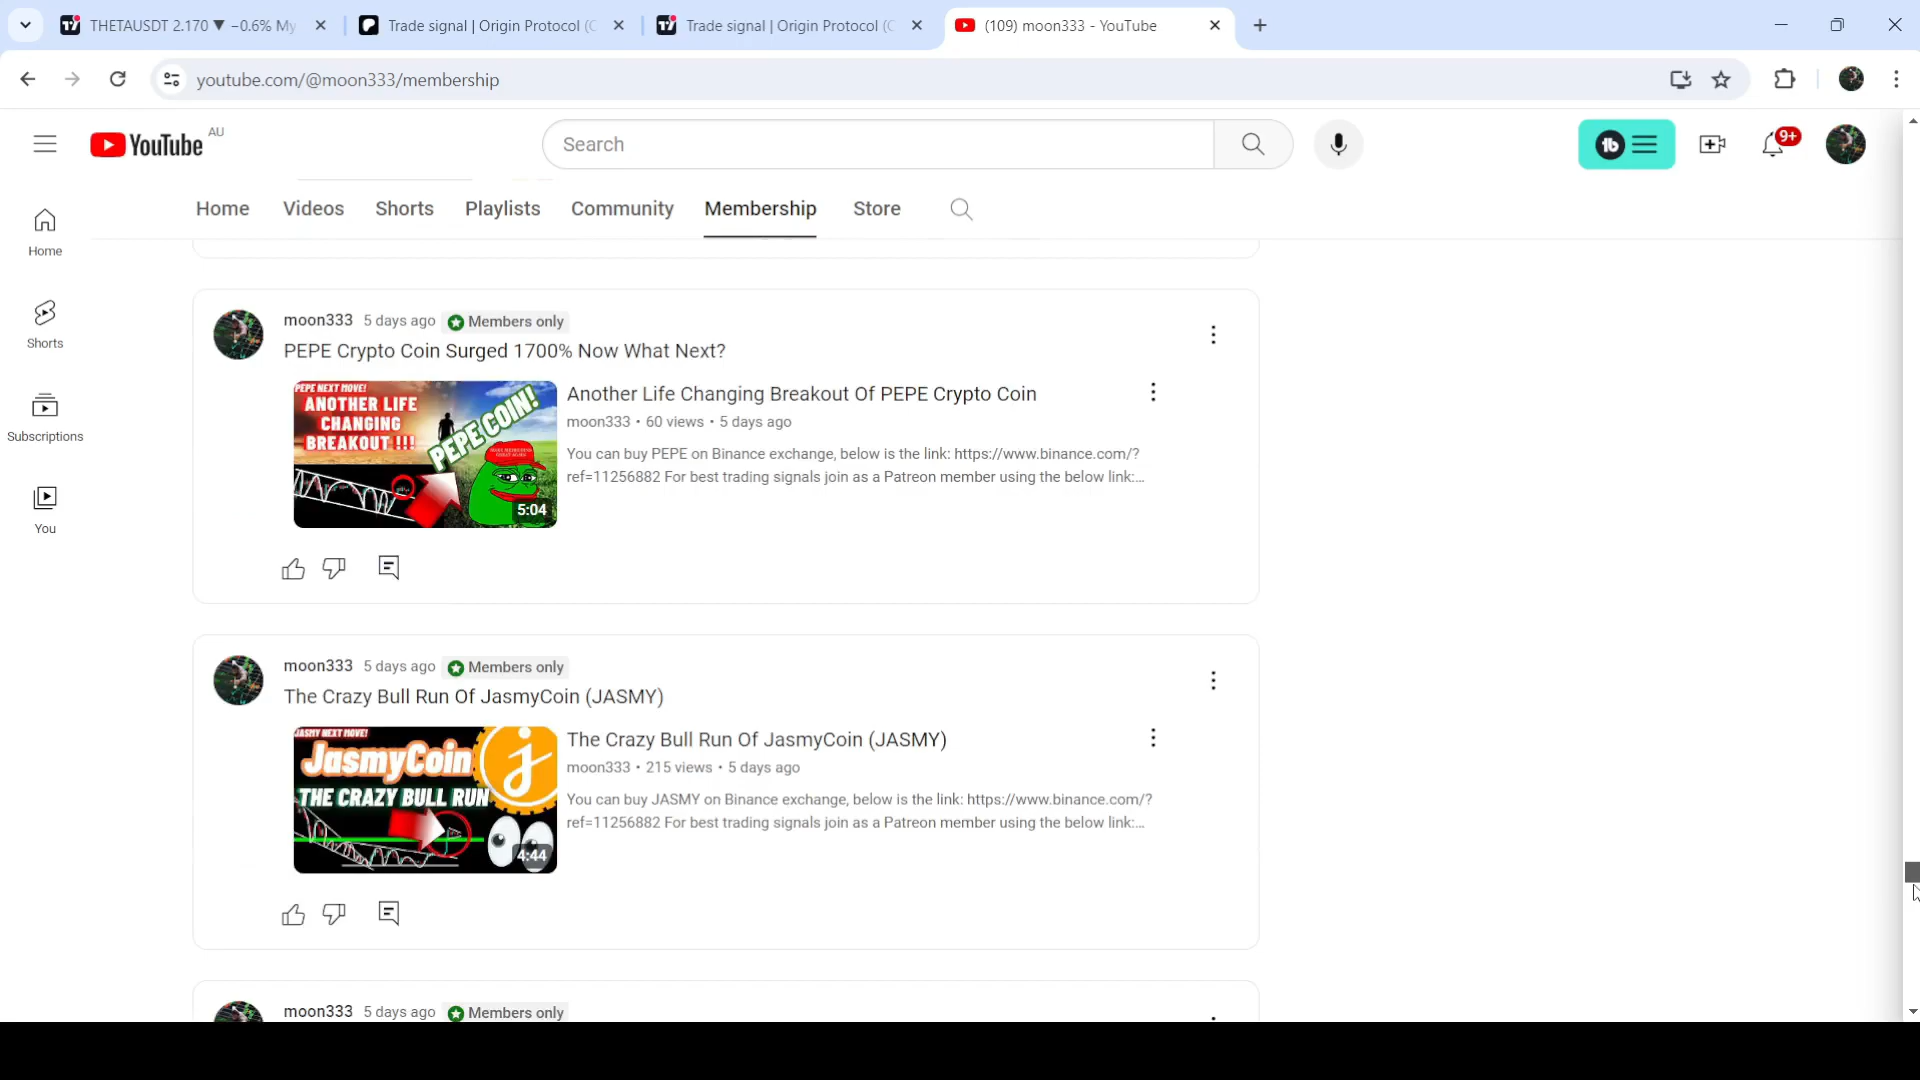 THETAUSDT 2.170 ▼ −0.6% My
Trade signal | Origin Protocol (
Trade signal | Origin Protocol (
(109) moon333 - YouTube
youtube.com/@moon333/membership
YouTube AU
Search
9+
Home Videos Shorts Playlists Community Membership Store
Home
Shorts
Subscriptions
You
moon333 5 days ago Members only
PEPE Crypto Coin Surged 1700% Now What Next?
PEPE NEXT MOVE!
ANOTHER LIFE
CHANGING
BREAKOUT !!!
PEPE COIN!
5:04
Another Life Changing Breakout Of PEPE Crypto Coin
moon333 • 60 views • 5 days ago
You can buy PEPE on Binance exchange, below is the link: https://www.binance.com/?
ref=11256882 For best trading signals join as a Patreon member using the below link:...
moon333 5 days ago Members only
The Crazy Bull Run Of JasmyCoin (JASMY)
JASMY NEXT MOVE!
JasmyCoin
THE CRAZY BULL RUN
4:44
The Crazy Bull Run Of JasmyCoin (JASMY)
moon333 • 215 views • 5 days ago
You can buy JASMY on Binance exchange, below is the link: https://www.binance.com/?
ref=11256882 For best trading signals join as a Patreon member using the below link:...
moon333 5 days ago Members only